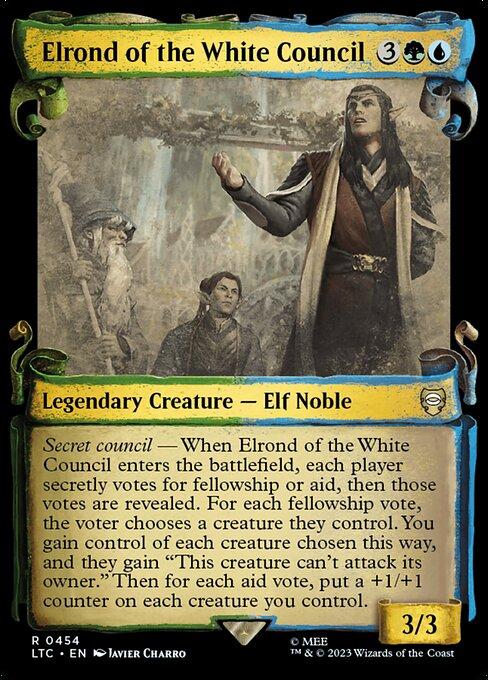 Elrond of the White Council 3
Legendary Creature — Elf Noble
Secret council — When Elrond of the White
Council enters the battlefield, each player
secretly votes for fellowship or aid, then those
votes are revealed. For each fellowship vote,
the voter chooses a creature they control. You
gain control of each creature chosen this way,
and they gain “This creature can’t attack its
owner.” Then for each aid vote, put a +1/+1
counter on each creature you control.
3/3
R 0454
LTC • EN Javier Charro
© MEE
™ & © 2023 Wizards of the Coast